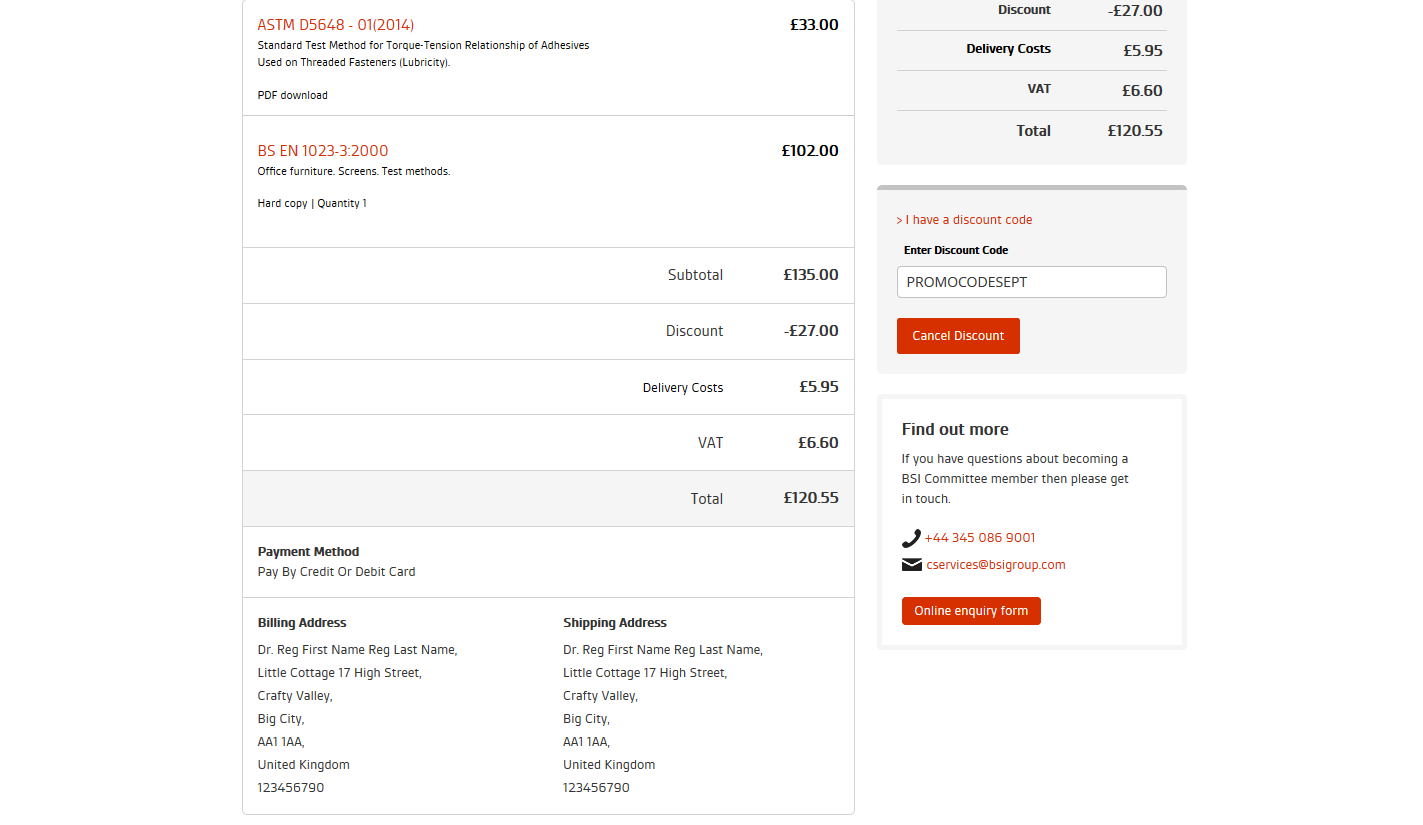 ASTM D5648 - 01(2014) £33.00
Standard Test Method for Torque-Tension Relationship of Adhesives
Used on Threaded Fasteners (Lubricity).
PDF download
BS EN 1023-3:2000 £102.00
Office furniture. Screens. Test methods.
Hard copy | Quantity 1
Subtotal £135.00
Discount -£27.00
Delivery Costs £5.95
VAT £6.60
Total £120.55
Payment Method
Pay By Credit Or Debit Card
Billing Address
Dr. Reg First Name Reg Last Name,
Little Cottage 17 High Street,
Crafty Valley,
Big City,
AA1 1AA,
United Kingdom
123456790
Shipping Address
Dr. Reg First Name Reg Last Name,
Little Cottage 17 High Street,
Crafty Valley,
Big City,
AA1 1AA,
United Kingdom
123456790
Discount -£27.00
Delivery Costs £5.95
VAT £6.60
Total £120.55
> I have a discount code
Enter Discount Code
PROMOCODESEPT
Cancel Discount
Find out more
If you have questions about becoming a
BSI Committee member then please get
in touch.
+44 345 086 9001
cservices@bsigroup.com
Online enquiry form